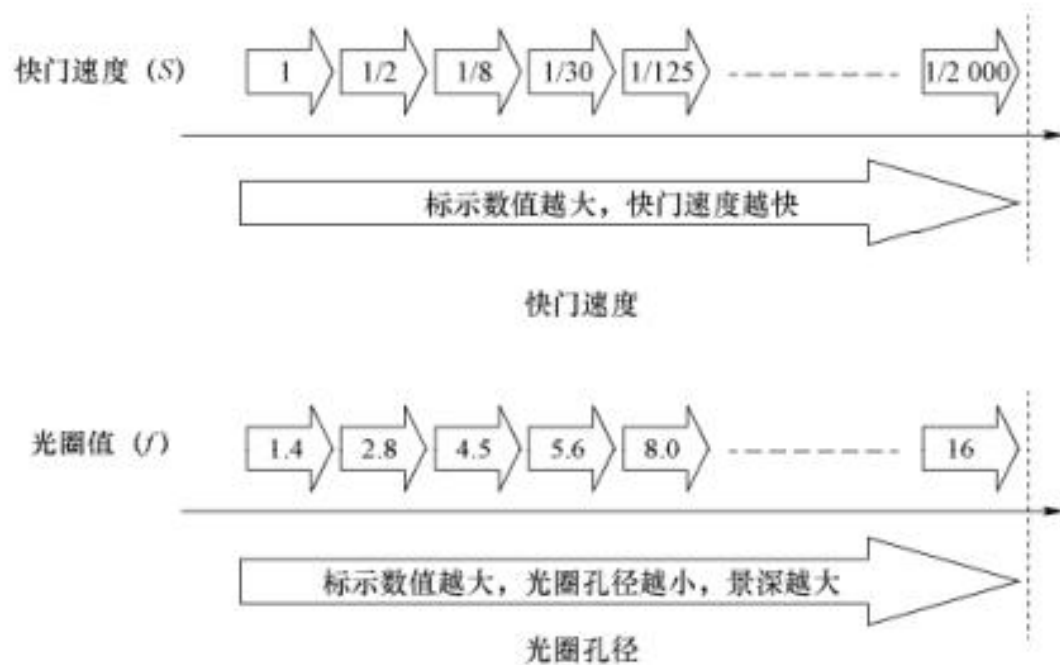 快门速度 (S) 1 1/2 1/8 1/30 1/125 1/2 000
标示数值越大，快门速度越快
快门速度
光圈值 (f) 1.4 2.8 4.5 5.6 8.0 16
标示数值越大，光圈孔径越小，景深越大
光圈孔径